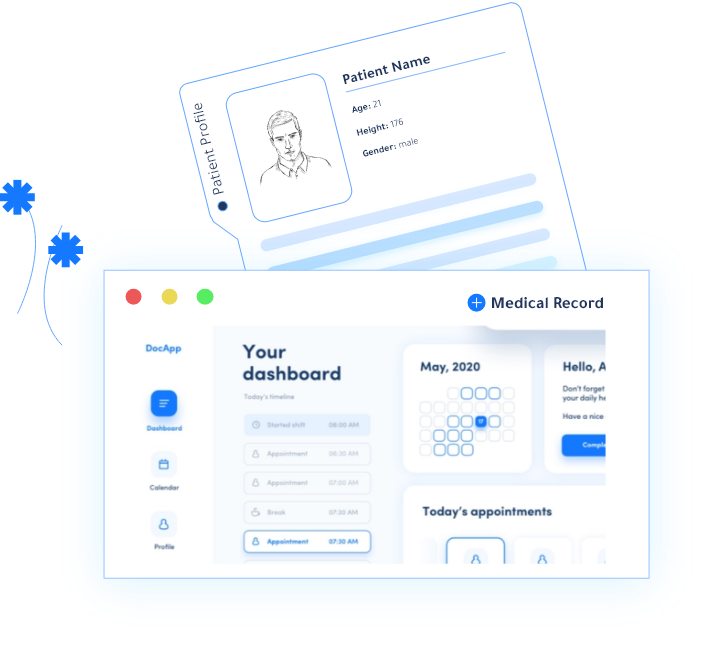 Patient Profile
Patient Name
Age: 21
Height: 176
Gender: male
Medical Record
DocApp
Dashboard
Calendar
Profile
Your
dashboard
Today's timeline
Started shift 06:00 AM
Appointment 06:30 AM
Appointment 07:00 AM
Break 07:30 AM
Appointment 07:30 AM
May, 2020
17
Hello, A
Don't forget
your daily he
Have a nice
Comple
Today's appointments